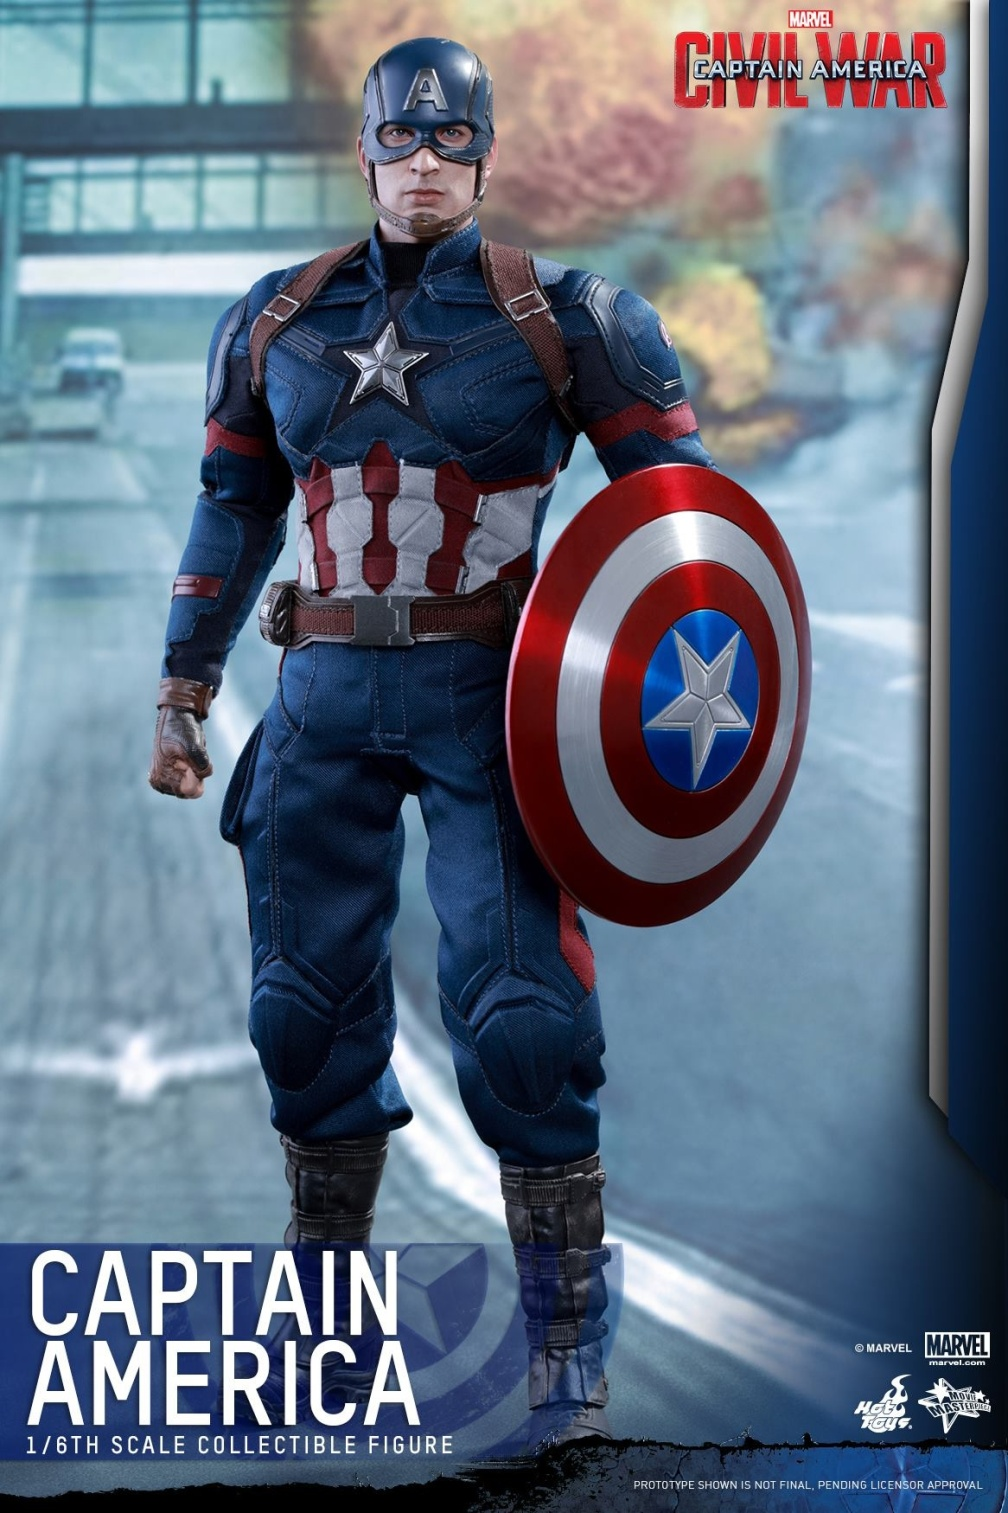 MARVEL
CIVIL WAR
CAPTAIN AMERICA
A
CAPTAIN
AMERICA
1/6TH SCALE COLLECTIBLE FIGURE
© MARVEL
MARVEL
marvel.com
Hot
Toys.
MOVIE
MASTERPIECE
PROTOTYPE SHOWN IS NOT FINAL, PENDING LICENSOR APPROVAL